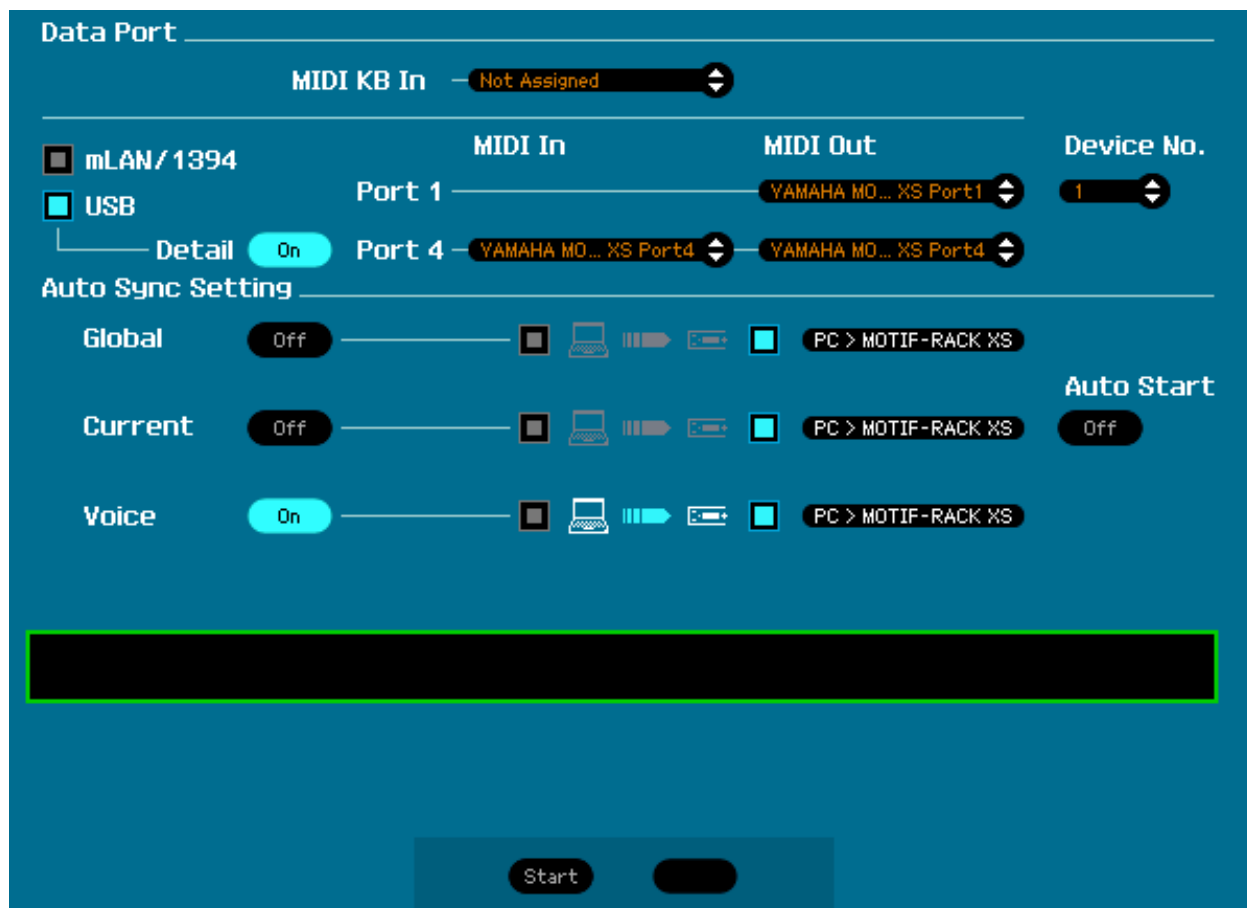 Data Port
MIDI KB In Not Assigned
mLAN/1394 MIDI In MIDI Out Device No.
USB Port 1 YAMAHA MO... XS Port1 1
Detail On Port 4 YAMAHA MO... XS Port4 YAMAHA MO... XS Port4
Auto Sync Setting
Global Off PC > MOTIF-RACK XS
Auto Start
Current Off PC > MOTIF-RACK XS Off
Voice On PC > MOTIF-RACK XS
Start